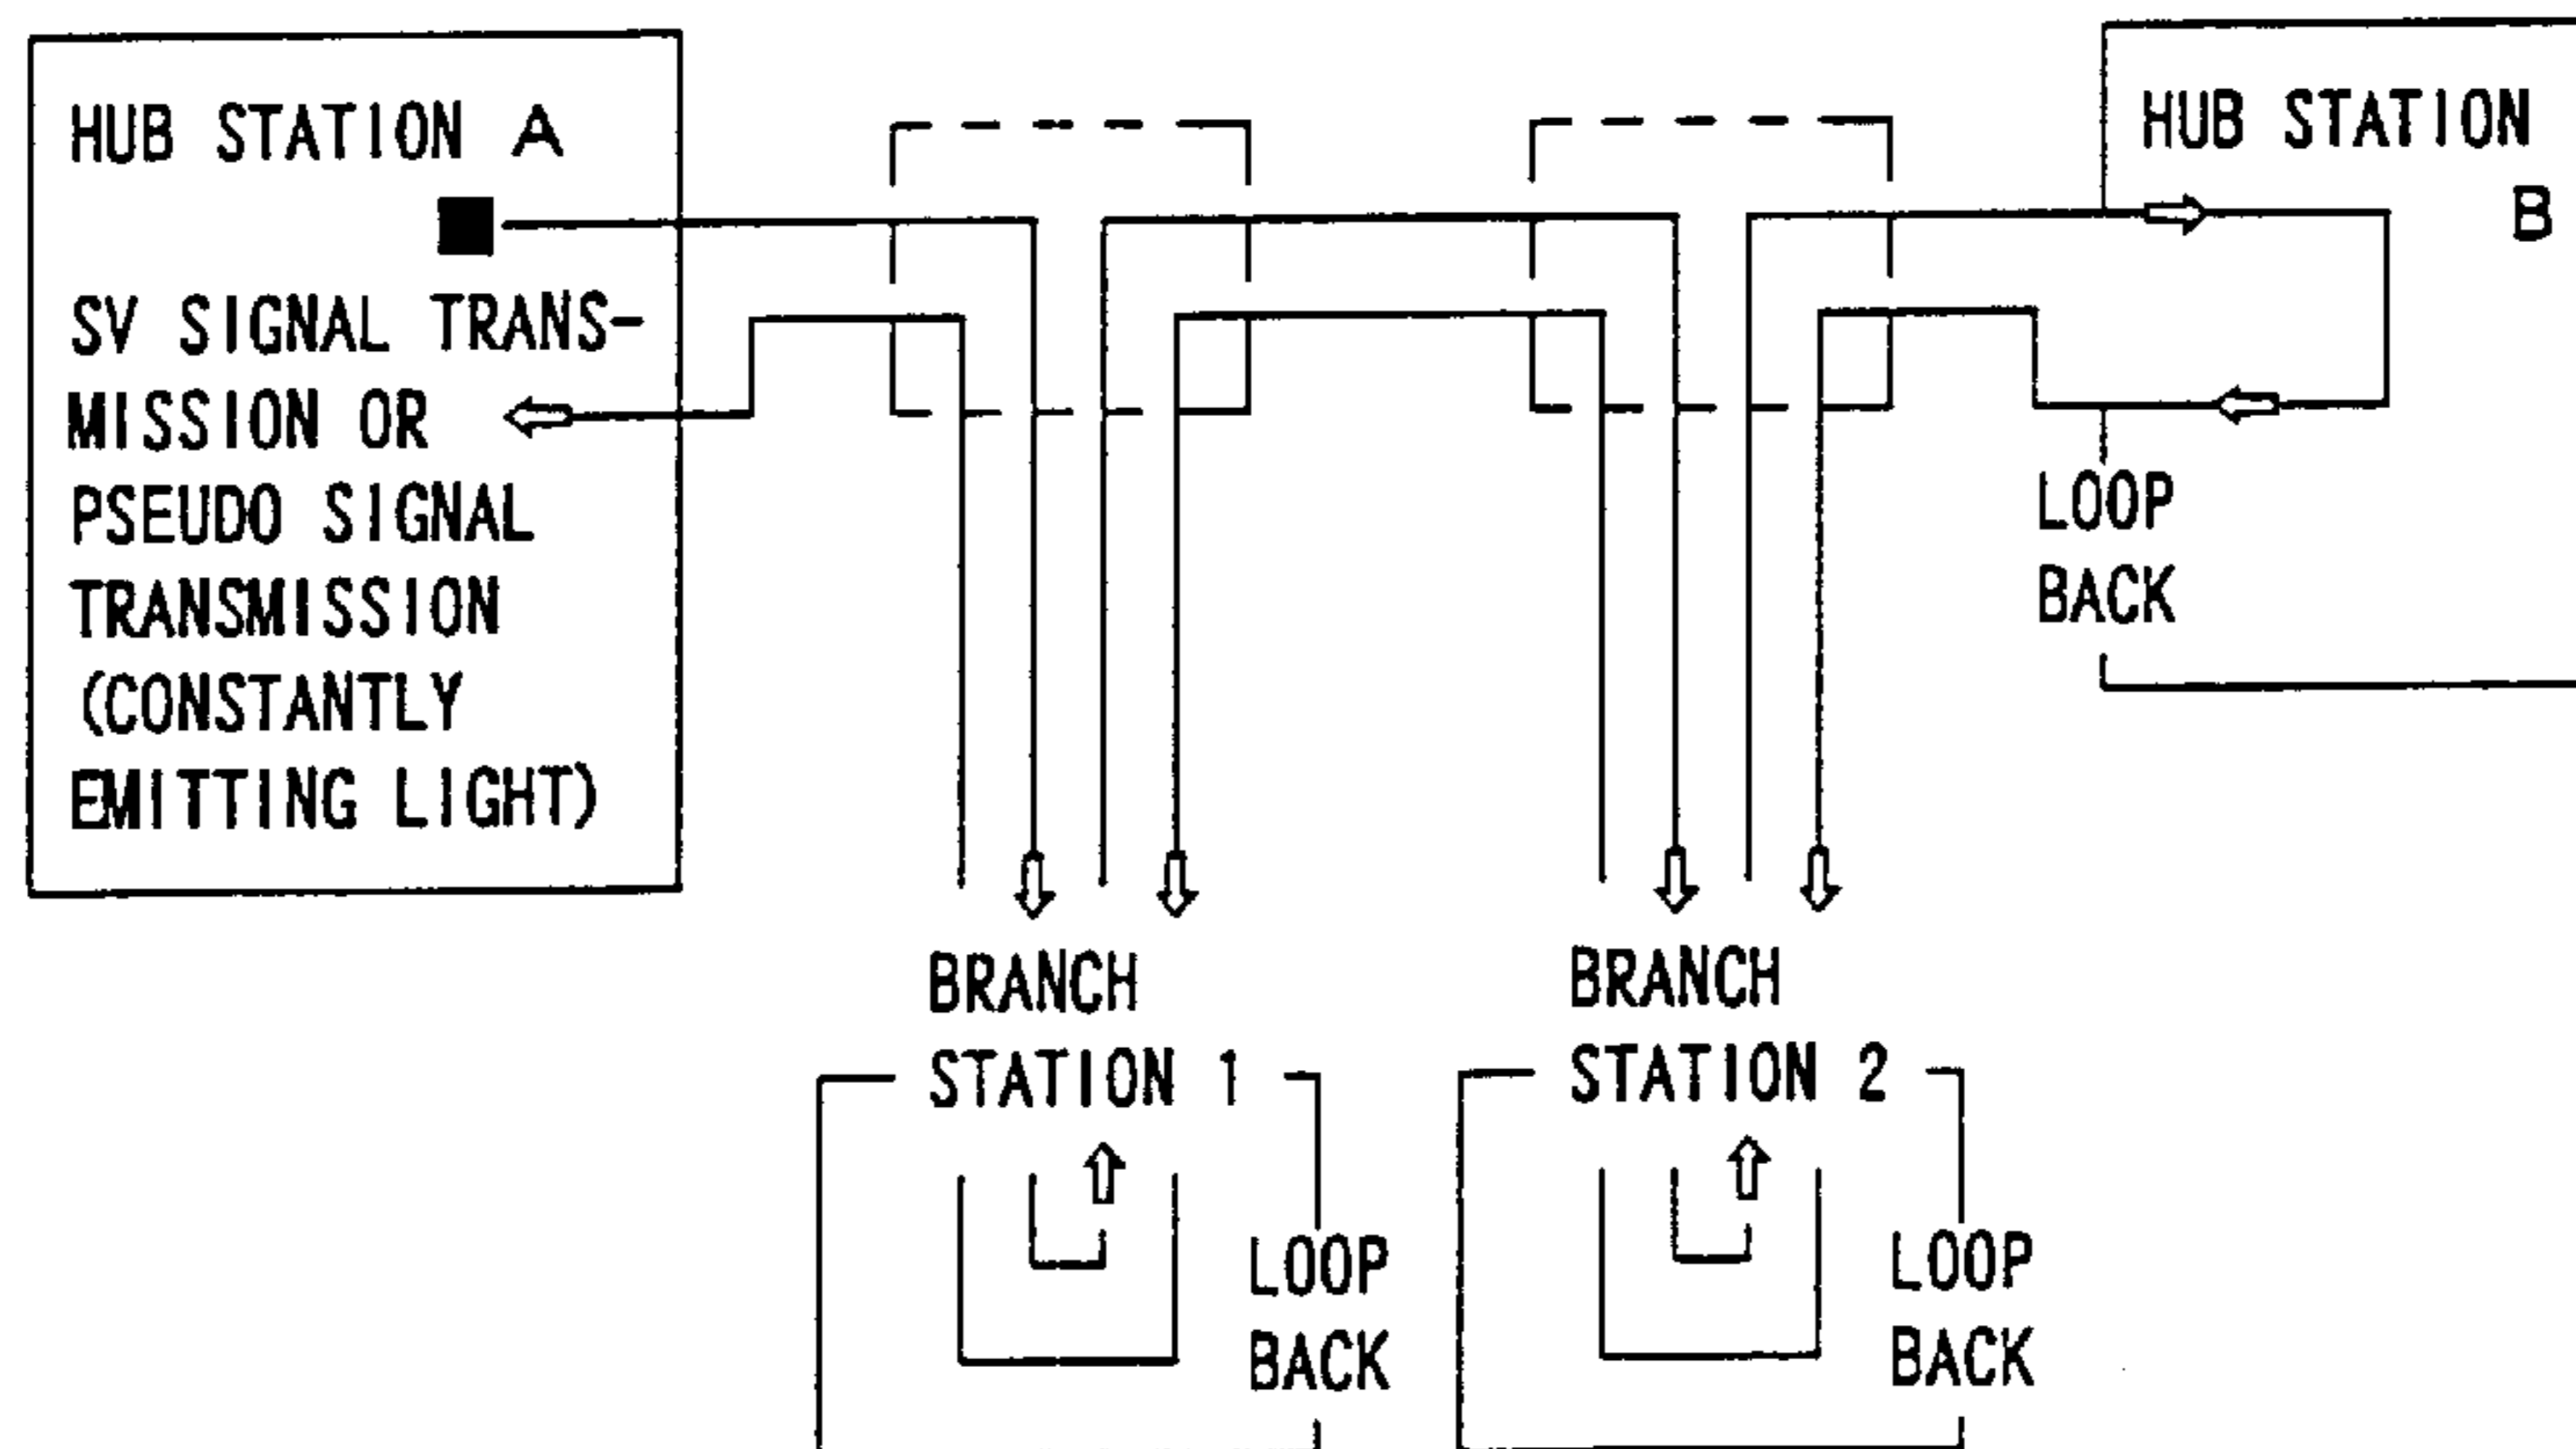 HUB STATION A
SV SIGNAL TRANS-
MISSION OR
PSEUDO SIGNAL
TRANSMISSION
(CONSTANTLY
EMITTING LIGHT)
HUB STATION
B
LOOP
BACK
BRANCH
STATION 1
LOOP
BACK
BRANCH
STATION 2
LOOP
BACK